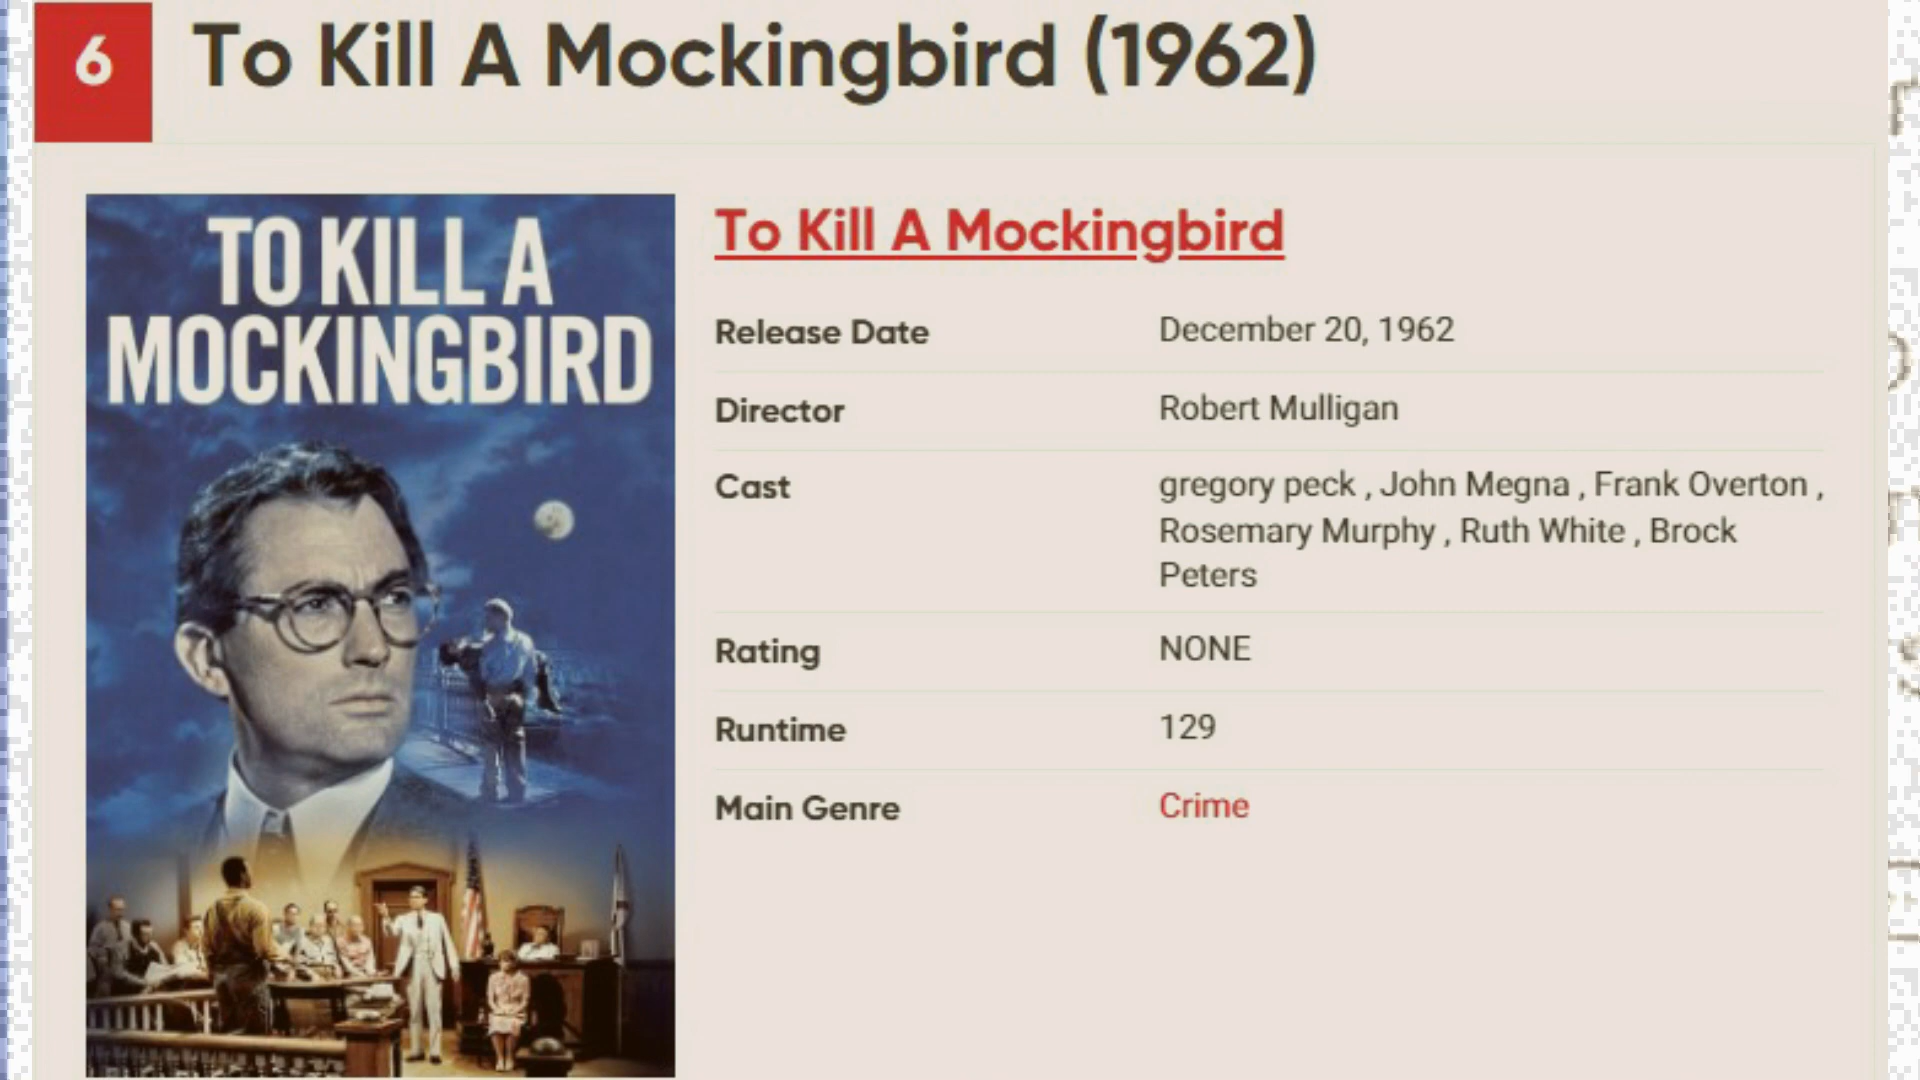 6 To Kill A Mockingbird (1962)
TO KILL A
MOCKINGBIRD
To Kill A Mockingbird
Release Date December 20, 1962
Director Robert Mulligan
Cast gregory peck , John Megna , Frank Overton ,
Rosemary Murphy , Ruth White , Brock
Peters
Rating NONE
Runtime 129
Main Genre Crime